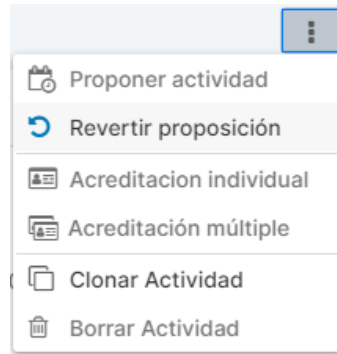 Proponer actividad
Revertir proposición
Acreditacion individual
Acreditación múltiple
Clonar Actividad
Borrar Actividad